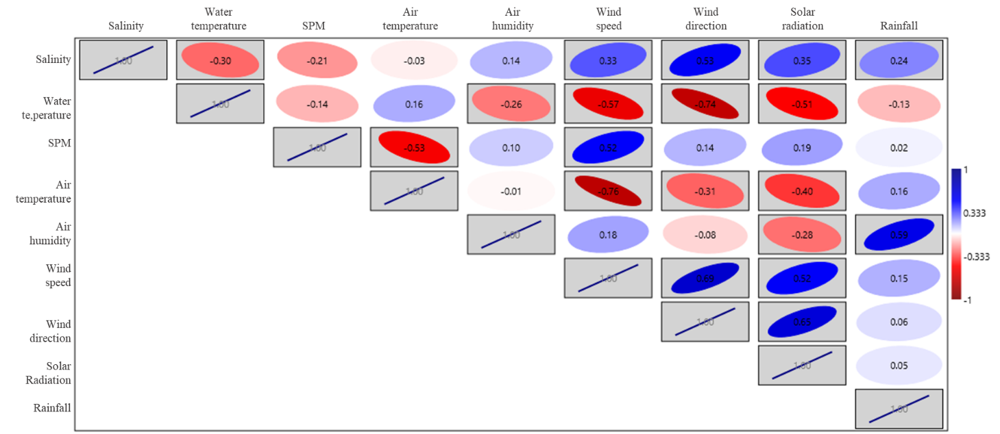 Water Air Air Wind Wind Solar
Salinity temperature SPM temperature humidity speed direction radiation Rainfall
Salinity 1.00 -0.30 -0.21 -0.03 0.14 0.33 0.53 0.35 0.24
Water
te,perature 1.00 -0.14 0.16 -0.26 -0.57 -0.74 -0.51 -0.13
SPM 1.00 -0.53 0.10 0.52 0.14 0.19 0.02
Air
temperature 1.00 -0.01 -0.76 -0.31 -0.40 0.16
Air
humidity 1.00 0.18 -0.08 -0.28 0.59
Wind
speed 1.00 0.69 0.52 0.15
Wind
direction 1.00 0.65 0.06
Solar
Radiation 1.00 0.05
Rainfall 1.00
1
0.333
-0.333
-1